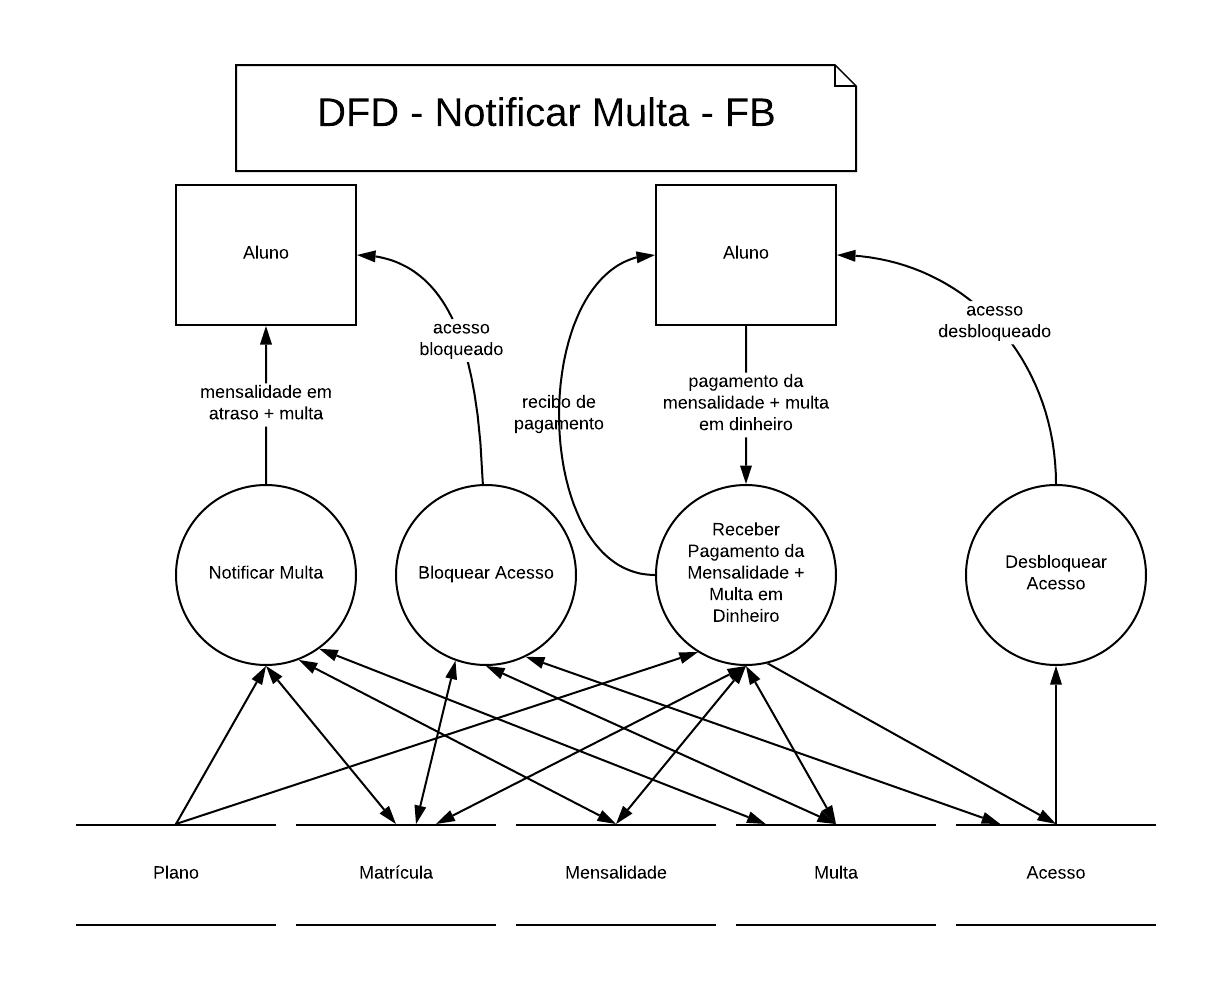 DFD - Notificar Multa - FB
Aluno
Aluno
acesso
desbloqueado
acesso
bloqueado
mensalidade em
atraso + multa
recibo de
pagamento
pagamento da
mensalidade + multa
em dinheiro
Notificar Multa
Bloquear Acesso
Receber
Pagamento da
Mensalidade +
Multa em
Dinheiro
Desbloquear
Acesso
Plano
Matrícula
Mensalidade
Multa
Acesso